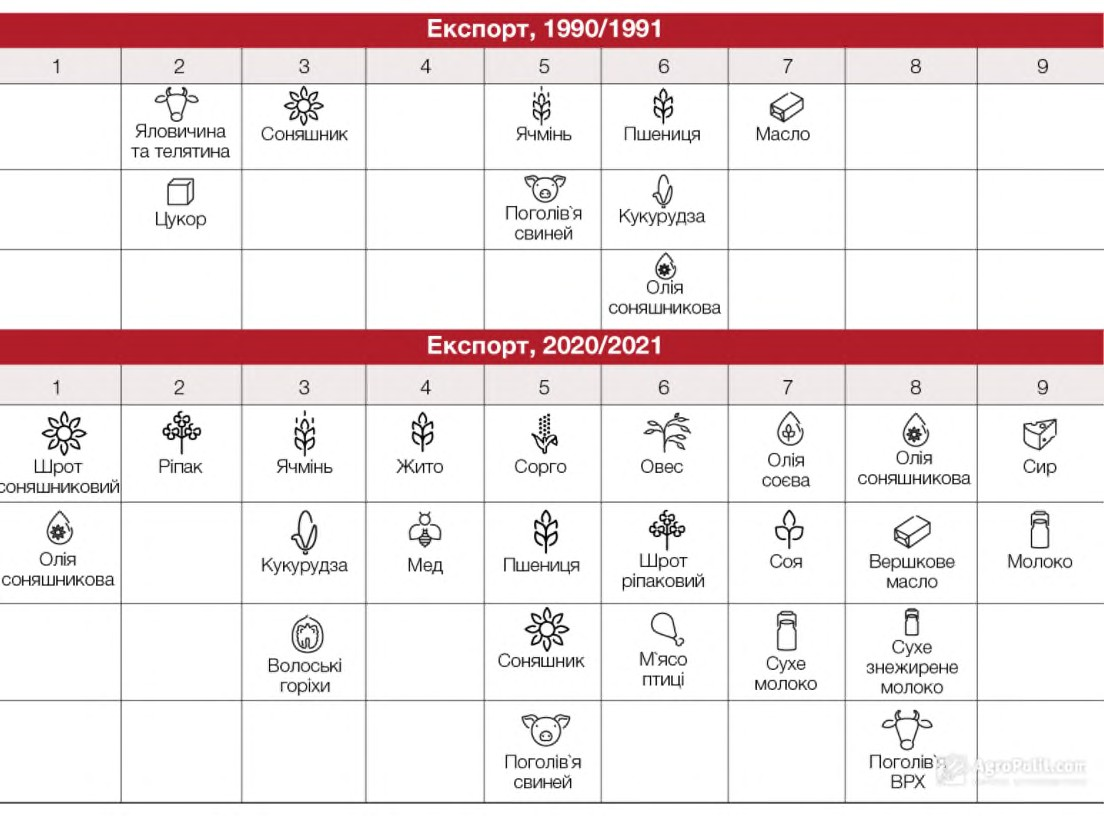 Експорт, 1990/1991
1 2 3 4 5 6 7 8 9
Яловичина
та телятина
Соняшник
Ячмінь
Пшениця
Масло
Цукор
Поголів`я
свиней
Кукурудза
Олія
соняшникова
Експорт, 2020/2021
1 2 3 4 5 6 7 8 9
Шрот
соняшниковий
Ріпак
Ячмінь
Жито
Сорго
Овес
Олія
соєва
Олія
соняшникова
Сир
Олія
соняшникова
Кукурудза
Мед
Пшениця
Шрот
ріпаковий
Соя
Вершкове
масло
Молоко
Волоські
горіхи
Соняшник
М`ясо
птиці
Сухе
молоко
Сухе
знежирене
молоко
Поголів`я
свиней
Поголів`я
ВРХ
AgroPolit.com